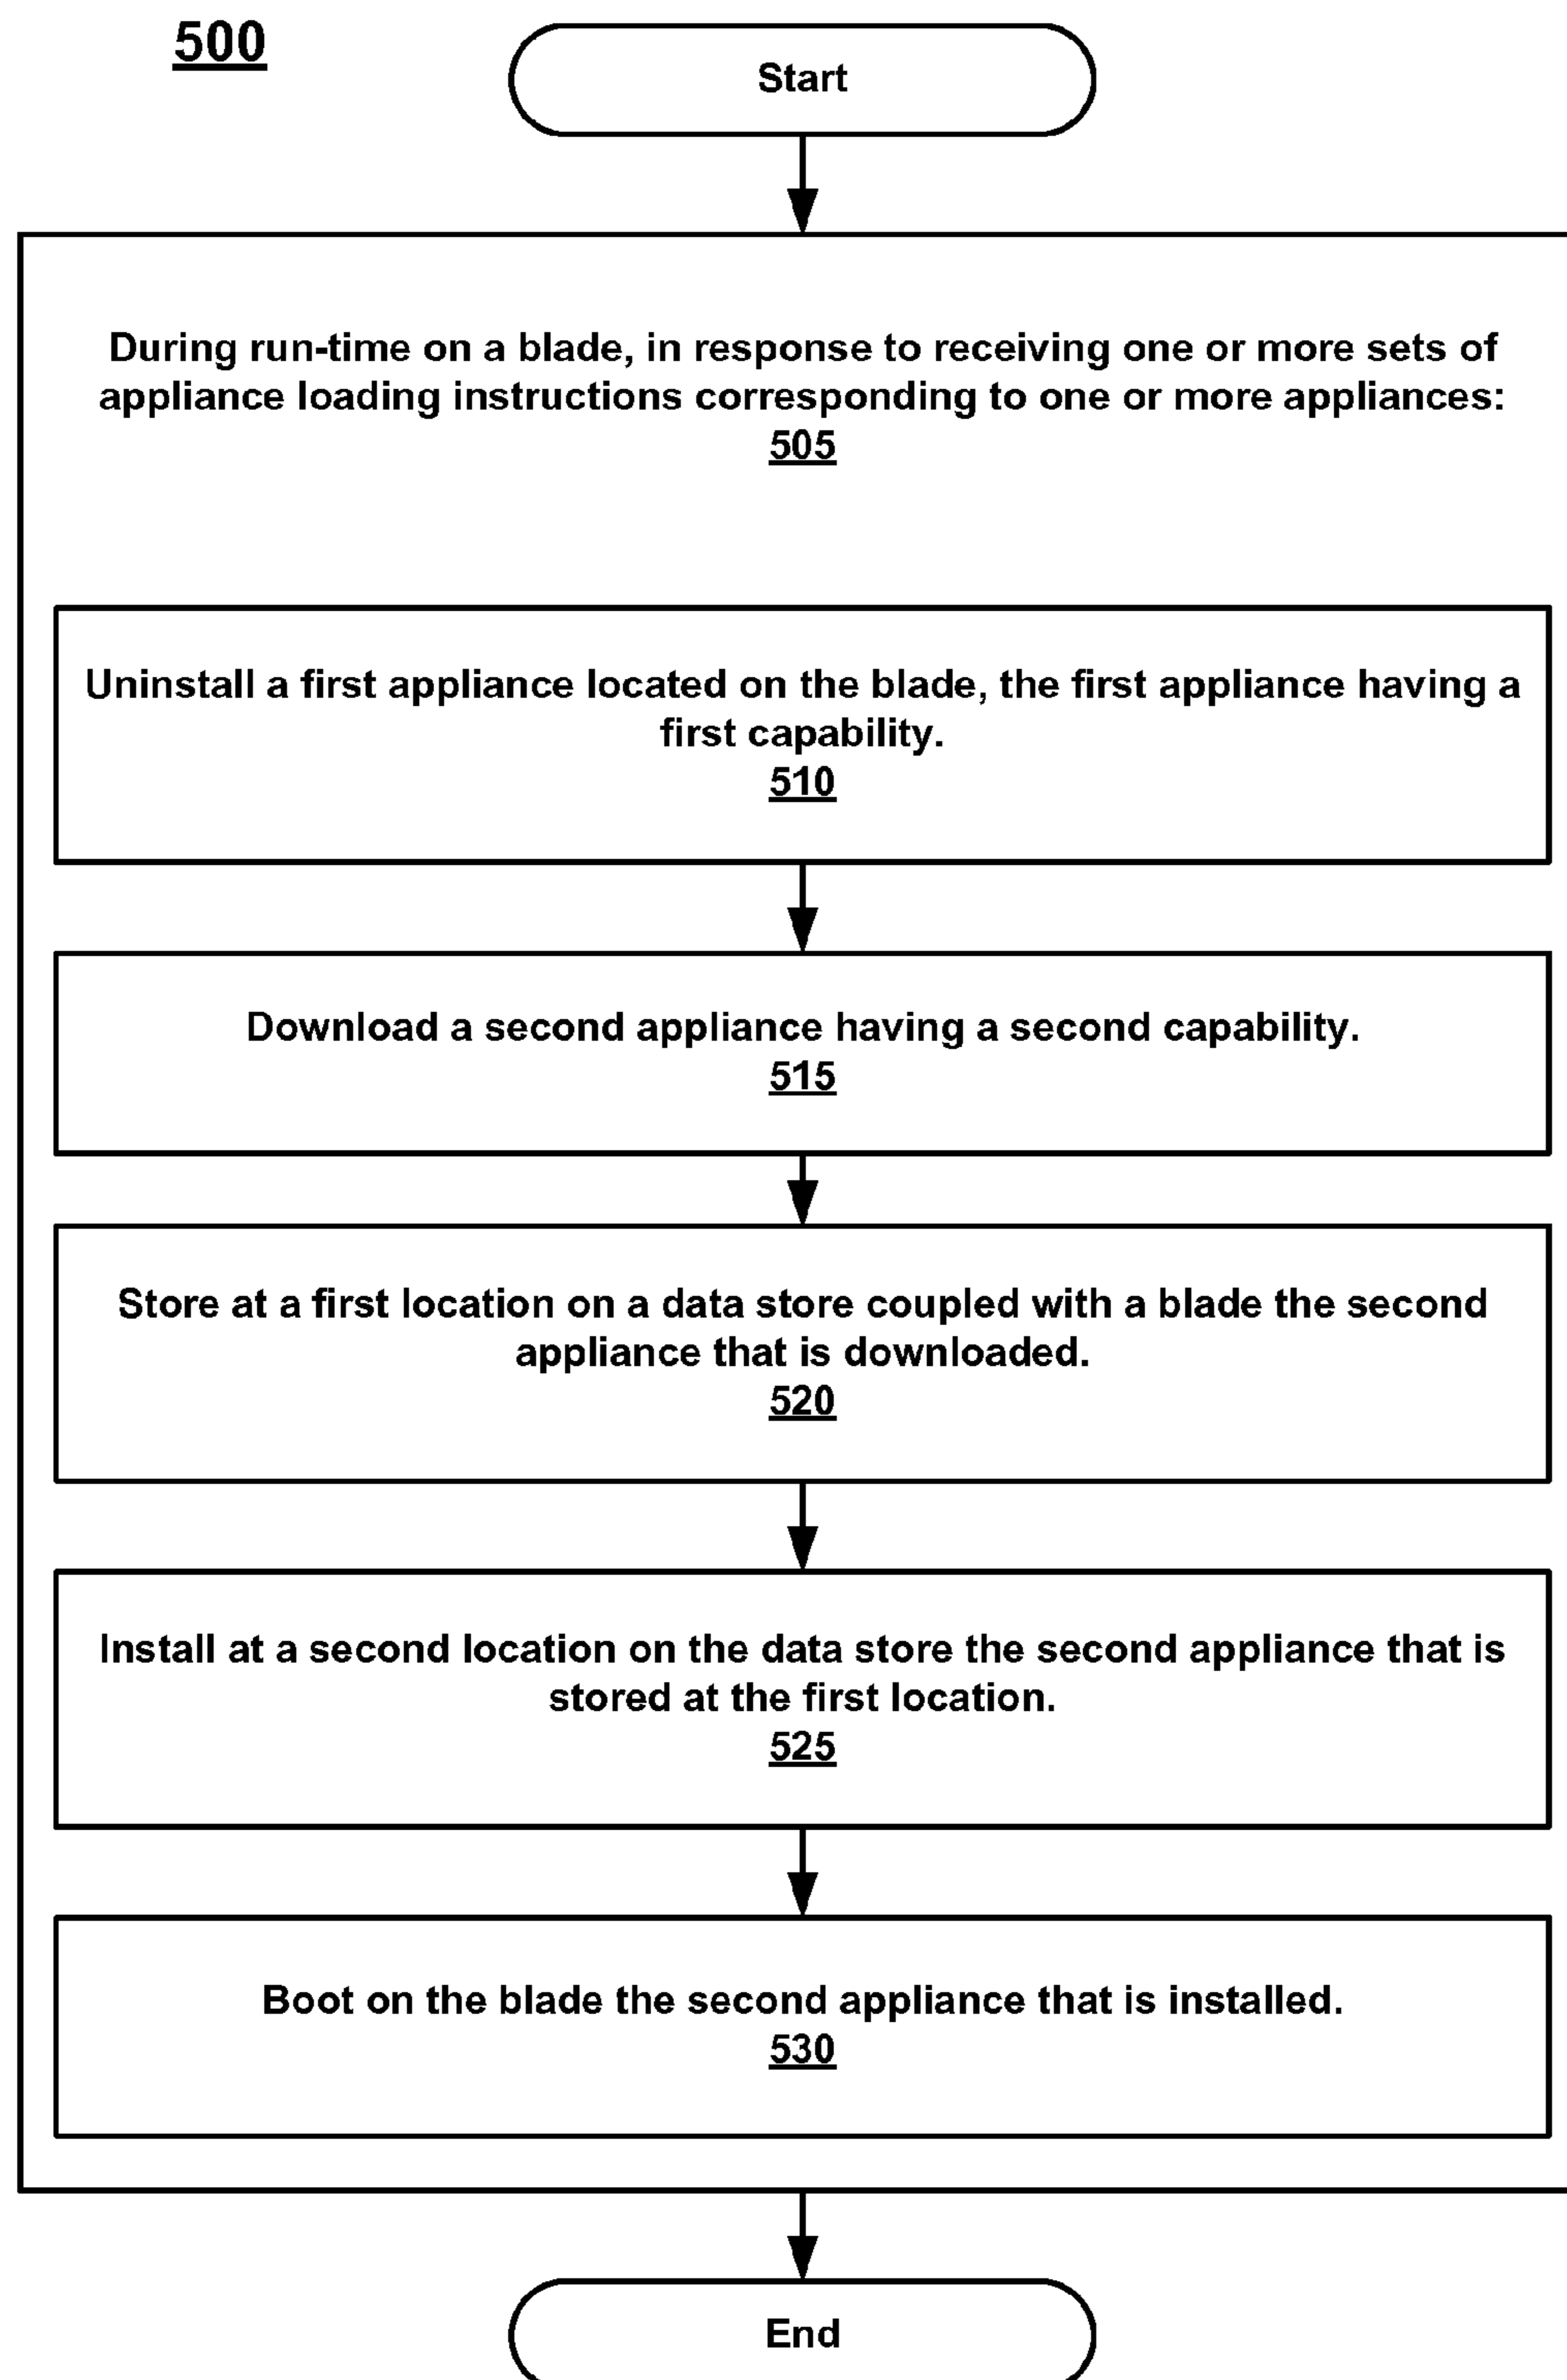 500
Start
During run-time on a blade, in response to receiving one or more sets of
appliance loading instructions corresponding to one or more appliances:
505
Uninstall a first appliance located on the blade, the first appliance having a
first capability.
510
Download a second appliance having a second capability.
515
Store at a first location on a data store coupled with a blade the second
appliance that is downloaded.
520
Install at a second location on the data store the second appliance that is
stored at the first location.
525
Boot on the blade the second appliance that is installed.
530
End